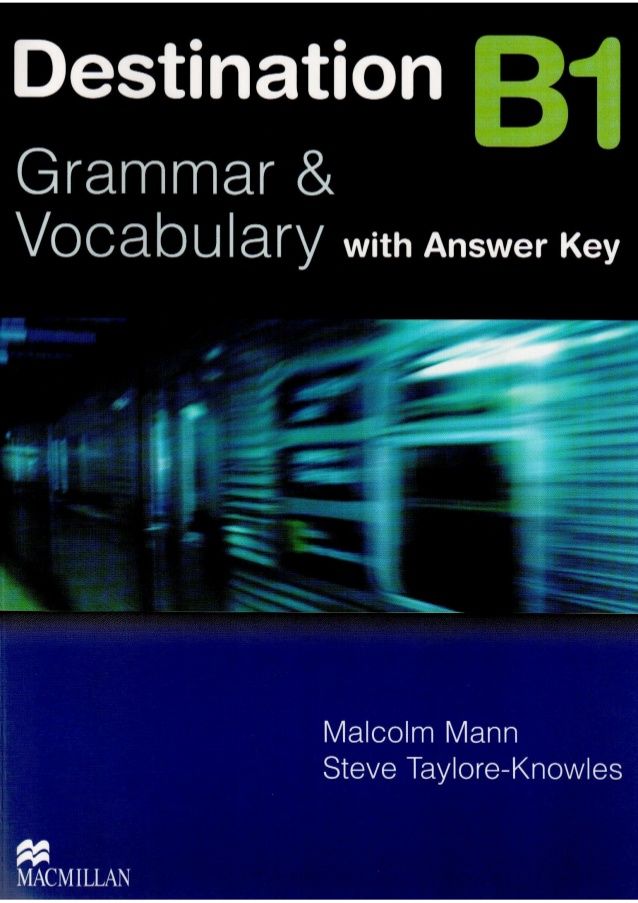 Destination B1
Grammar &
Vocabulary with Answer Key
Malcolm Mann
Steve Taylore-Knowles
MACMILLAN